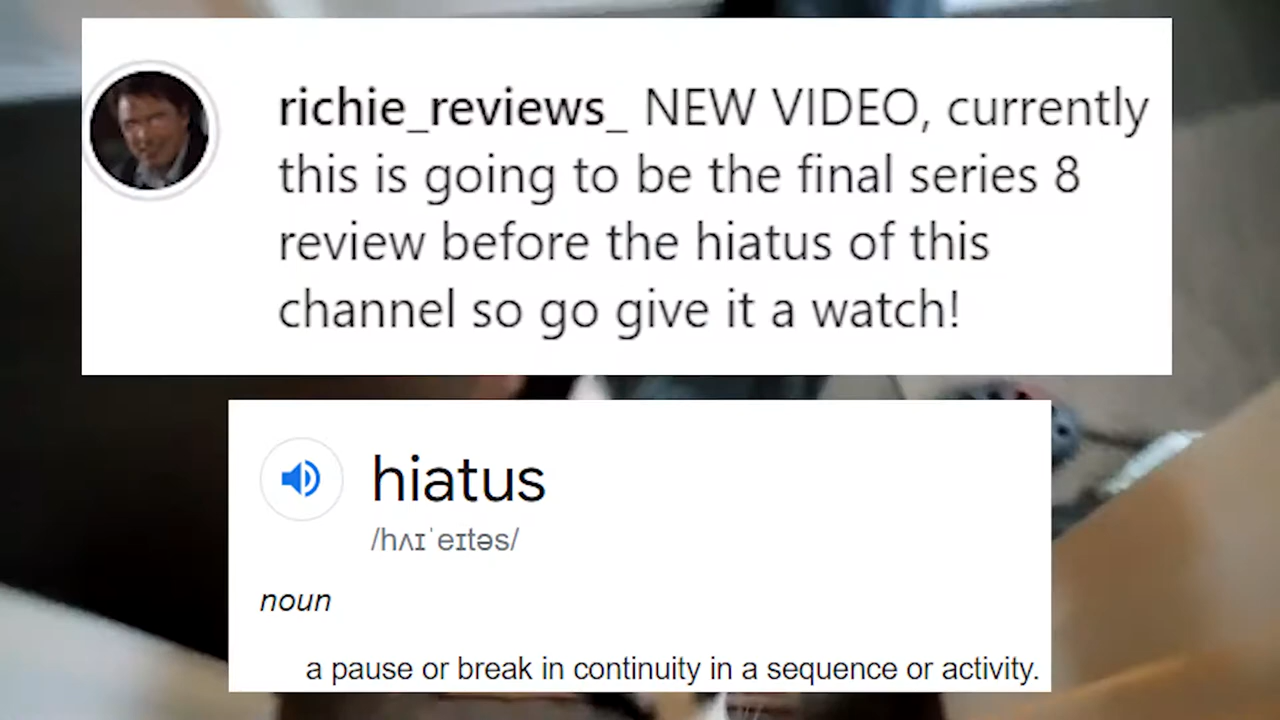 richie_reviews_ NEW VIDEO, currently
this is going to be the final series 8
review before the hiatus of this
channel so go give it a watch!
hiatus
/hʌɪˈeɪtəs/
noun
a pause or break in continuity in a sequence or activity.